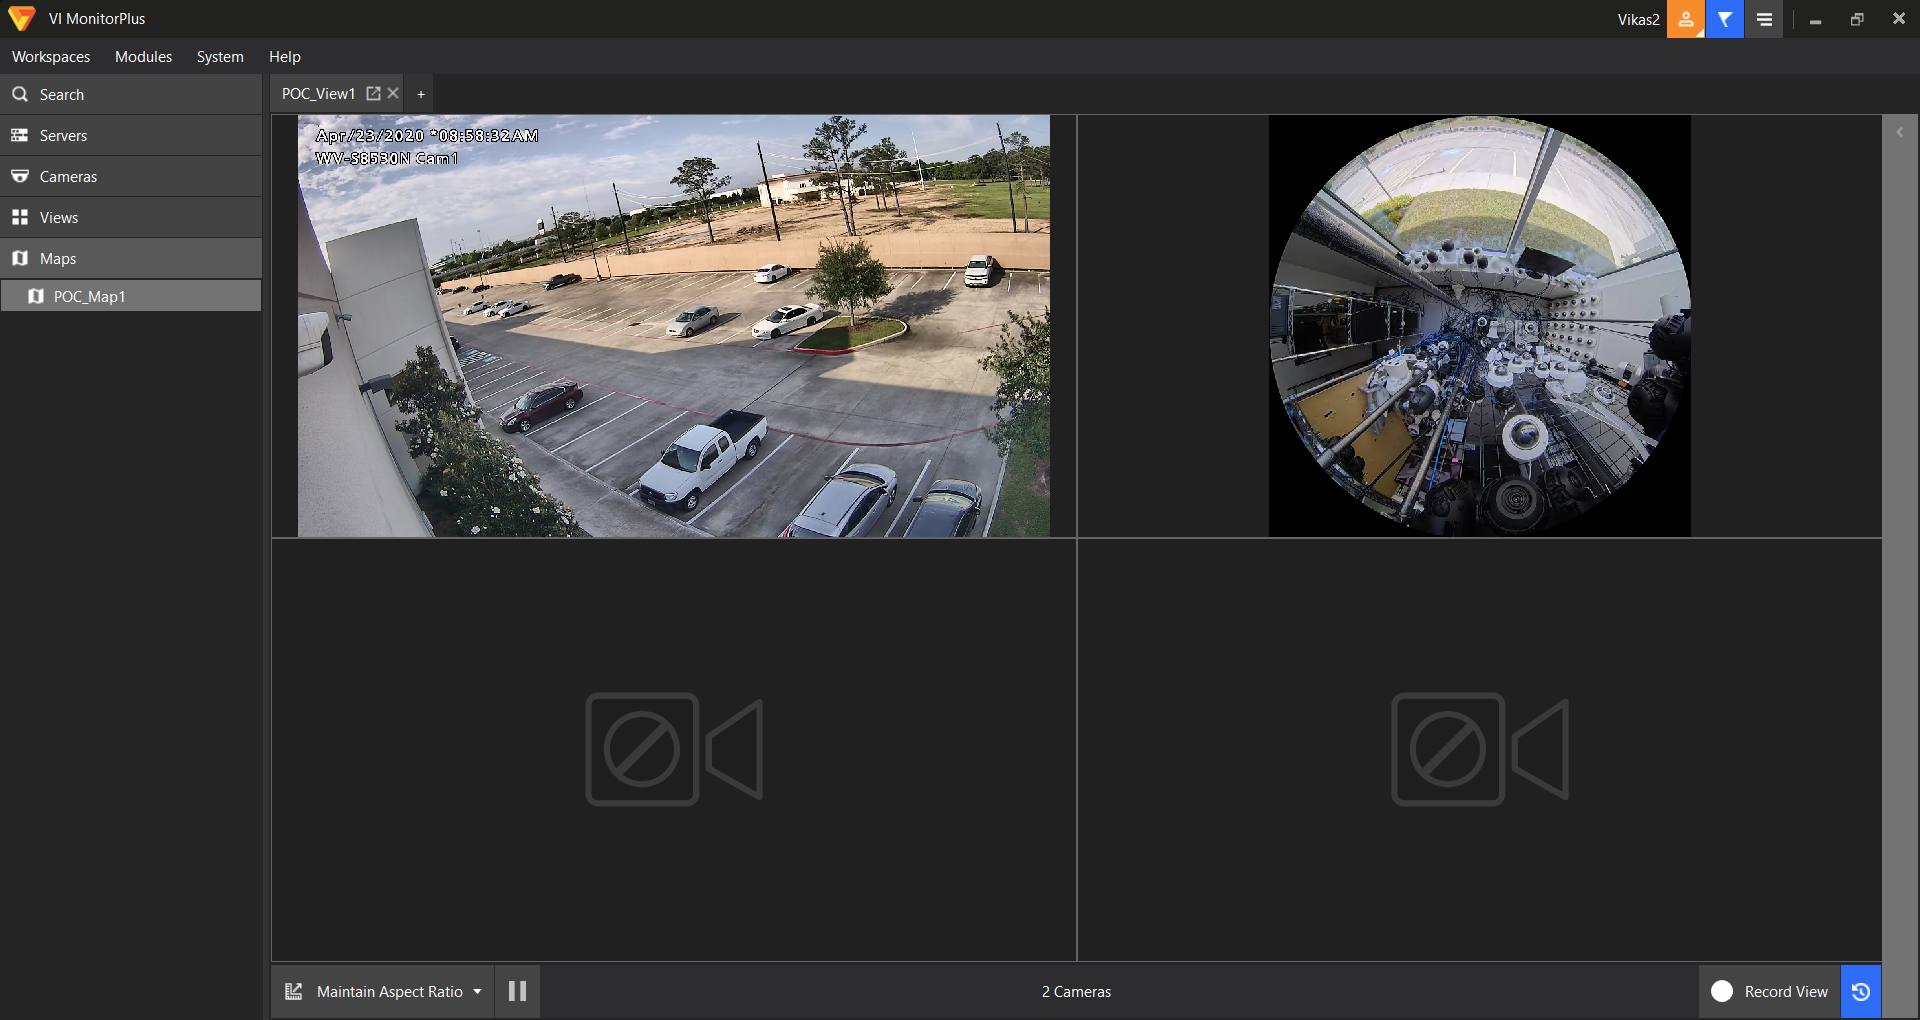 VI MonitorPlus
Vikas2
Workspaces Modules System Help
Search
Servers
Cameras
Views
Maps
POC_Map1
POC_View1 +
Apr/23/2020 *08:58:32AM
WV-S8530N Cam1
Maintain Aspect Ratio
2 Cameras
Record View